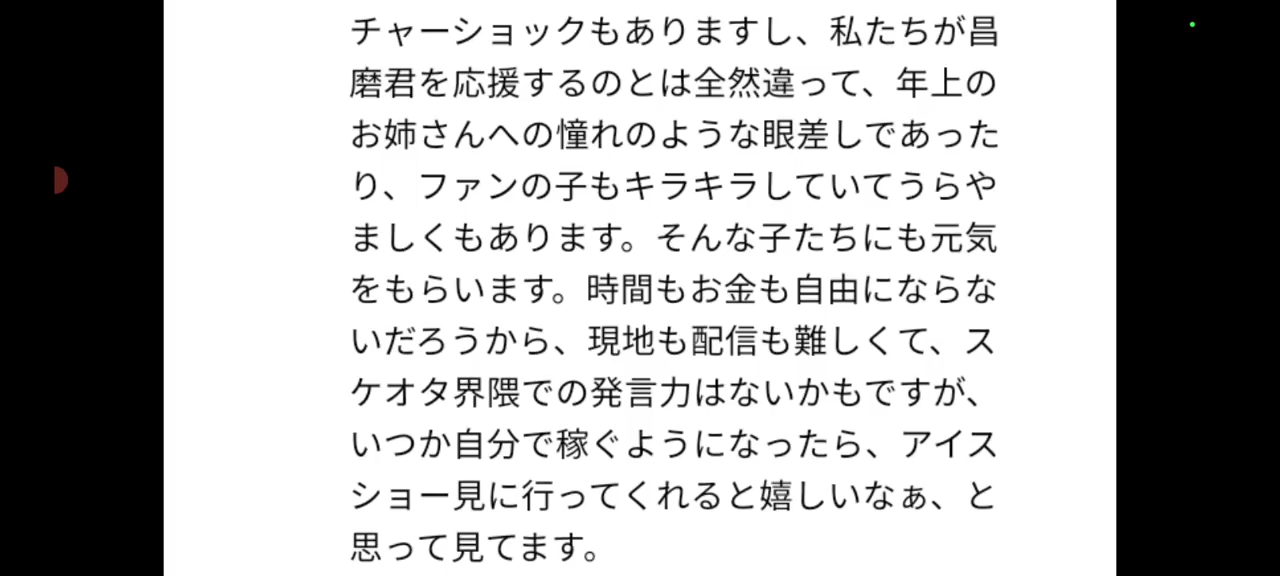 チャーショックもありますし、私たちが昌
磨君を応援するのとは全然違って、年上の
お姉さんへの憧れのような眼差しであった
り、ファンの子もキラキラしていてうらや
ましくもあります。そんな子たちにも元気
をもらいます。時間もお金も自由にならな
いだろうから、現地も配信も難しくて、ス
ケオタ界隈での発言力はないかもですが、
いつか自分で稼ぐようになったら、アイス
ショー見に行ってくれると嬉しいなぁ、と
思って見てます。